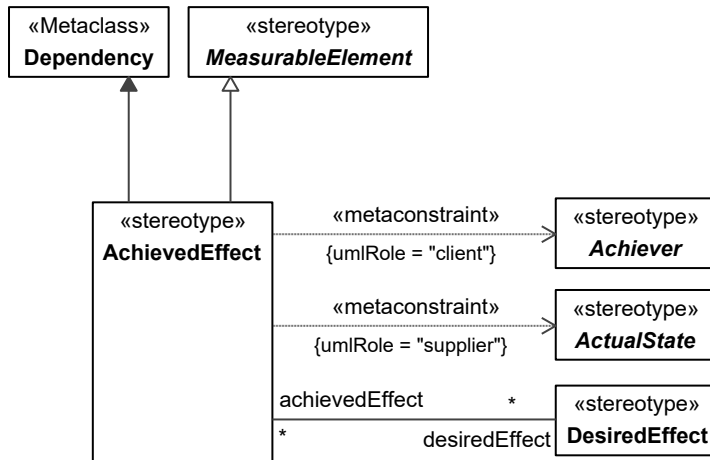 «Metaclass»
Dependency
«stereotype»
MeasurableElement
«stereotype»
AchievedEffect
«metaconstraint»
{umlRole = "client"}
«stereotype»
Achiever
«metaconstraint»
{umlRole = "supplier"}
«stereotype»
ActualState
achievedEffect
*
*
desiredEffect
«stereotype»
DesiredEffect